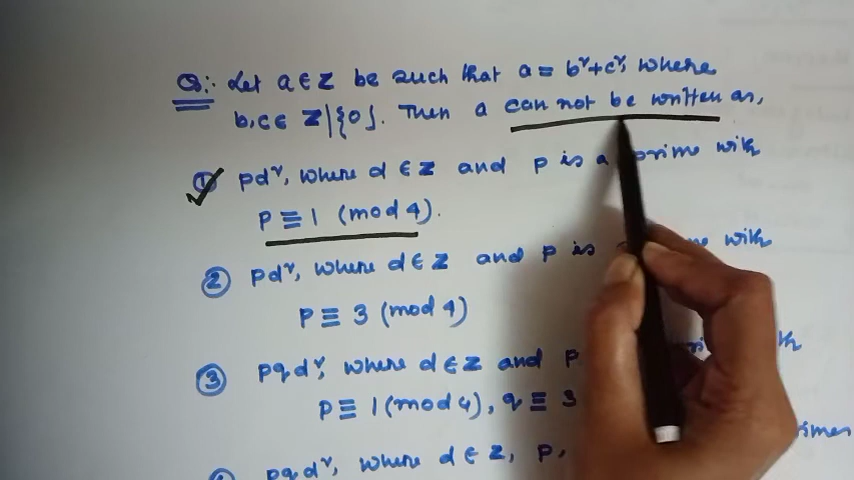 Q:- Let a ∈ Z be such that a = b² + c², where
b, c ∈ Z|{0}. Then a can not be written as,
① pd², where d ∈ Z and p is a prime with
P ≡ 1 (mod 4).
② pd², where d ∈ Z and p is with
P ≡ 3 (mod 4)
③ pqd², where d ∈ Z and p
P ≡ 1 (mod 4), q ≡ 3
pqd², where d ∈ Z, p,